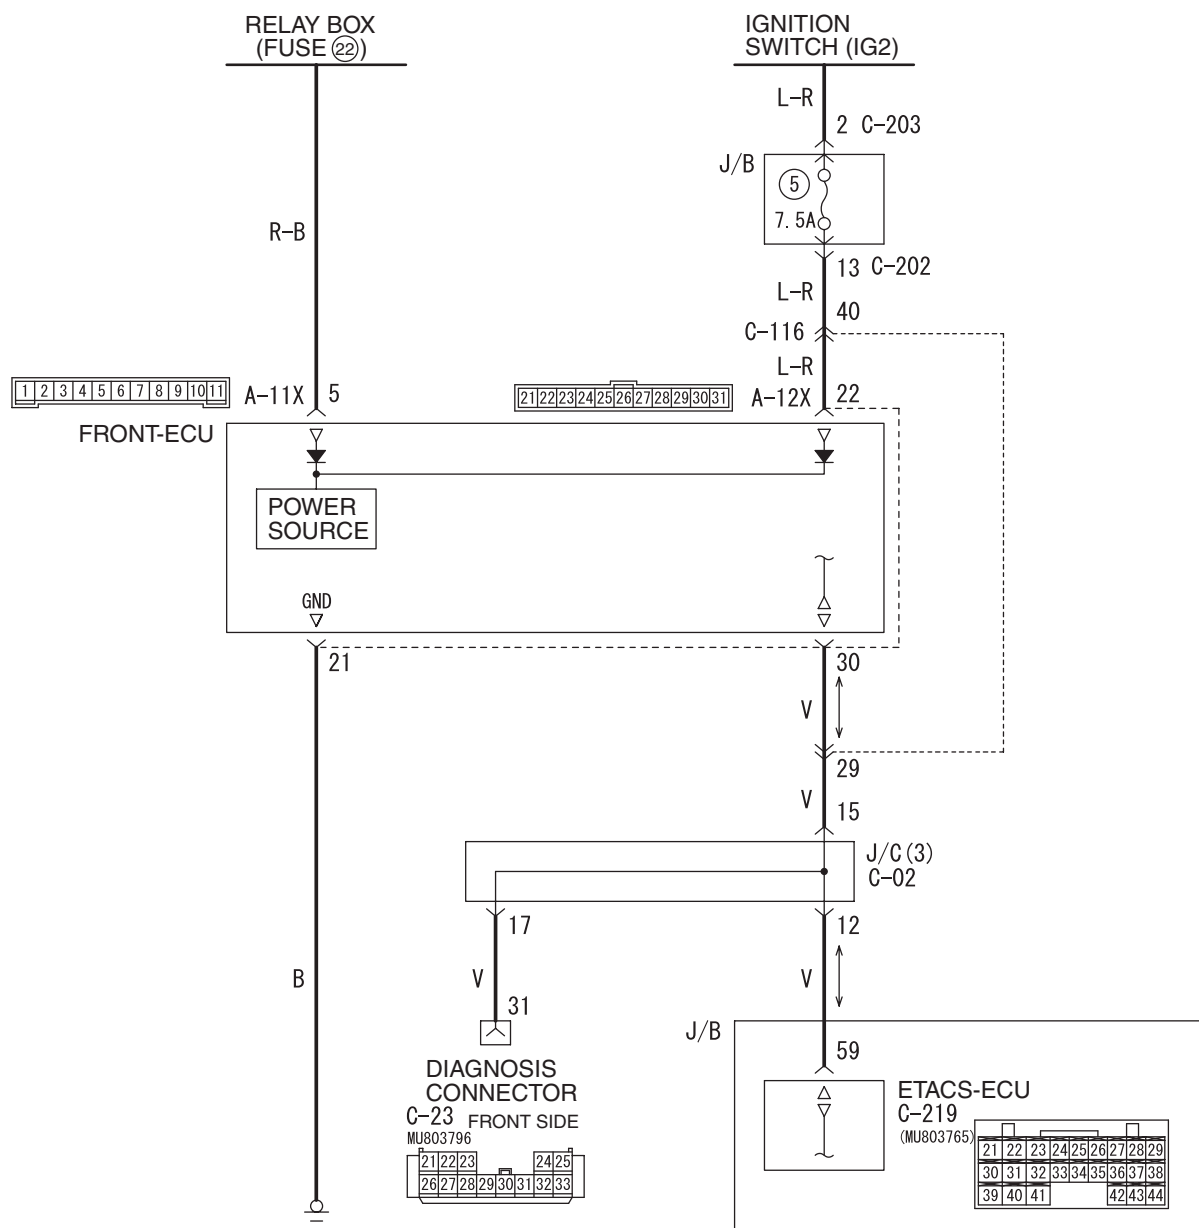 RELAY BOX
(FUSE 22)
IGNITION
SWITCH (IG2)
L-R
2 C-203
J/B
5
7.5A
R-B
13 C-202
L-R
40
C-116
L-R
1 2 3 4 5 6 7 8 9 10 11
A-11X 5
21 22 23 24 25 26 27 28 29 30 31
A-12X 22
FRONT-ECU
POWER
SOURCE
GND
21
30
V
29
V
15
J/C(3)
C-02
17
12
B
V
V
31
J/B
59
DIAGNOSIS
CONNECTOR
C-23 FRONT SIDE
MU803796
21 22 23 24 25
26 27 28 29 30 31 32 33
ETACS-ECU
C-219
(MU803765)
21 22 23 24 25 26 27 28 29
30 31 32 33 34 35 36 37 38
39 40 41 42 43 44